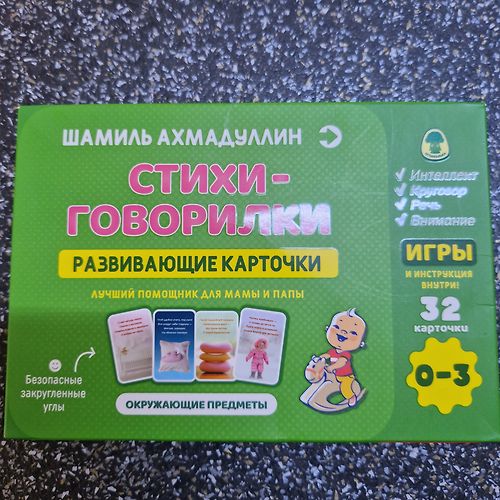 ШАМИЛЬ АХМАДУЛЛИН
СТИХИ-
ГОВОРИЛКИ
РАЗВИВАЮЩИЕ КАРТОЧКИ
ЛУЧШИЙ ПОМОЩНИК ДЛЯ МАМЫ И ПАПЫ
Безопасные
закругленные
углы
ОКРУЖАЮЩИЕ ПРЕДМЕТЫ
Интеллект
Кругозор
Речь
Внимание
ИГРЫ
И ИНСТРУКЦИЯ
ВНУТРИ!
32
карточки
0-3